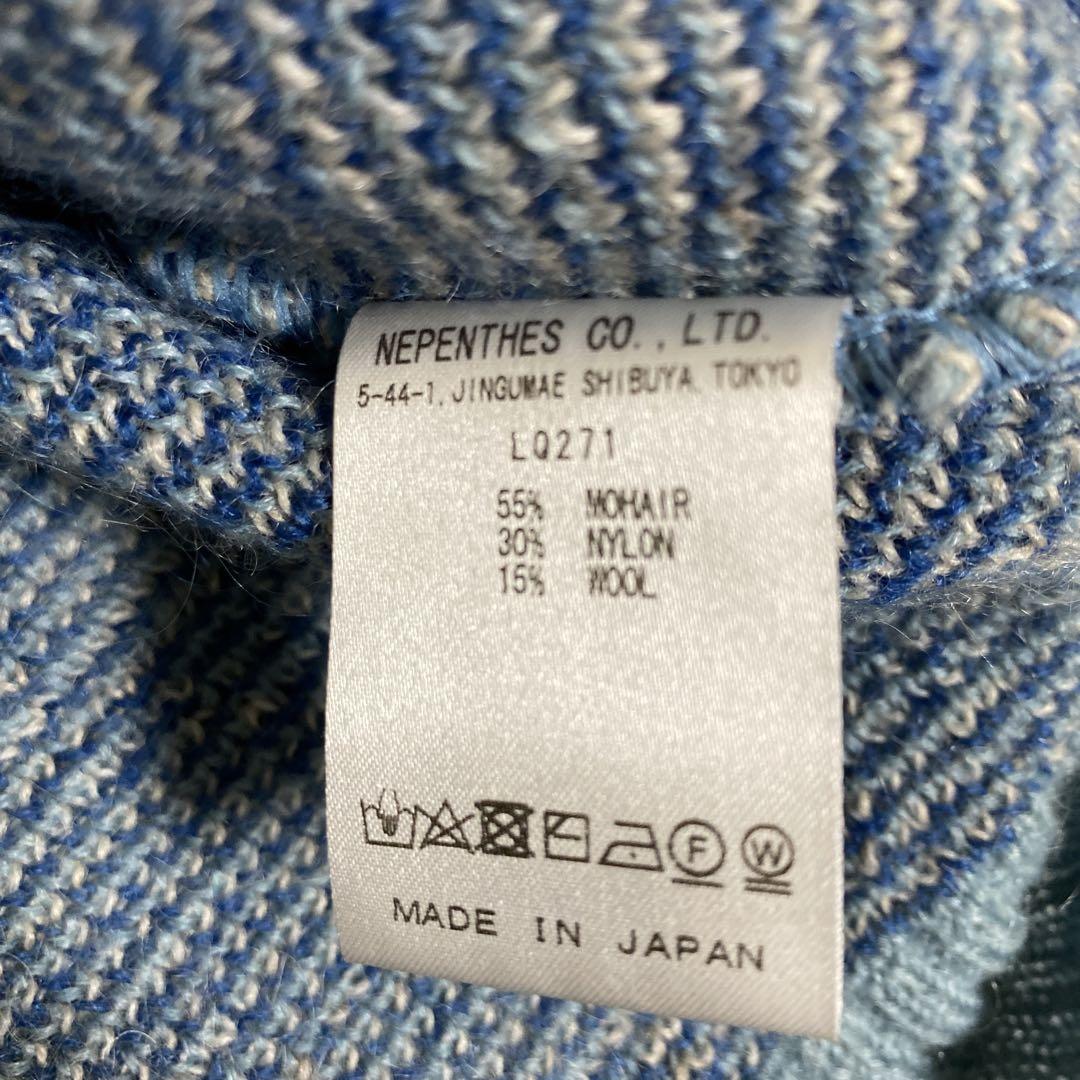 NEPENTHES CO., LTD.
5-44-1, JINGUMAE SHIBUYA, TOKYO
LQ271
55% MOHAIR
30% NYLON
15% WOOL
F W
MADE IN JAPAN